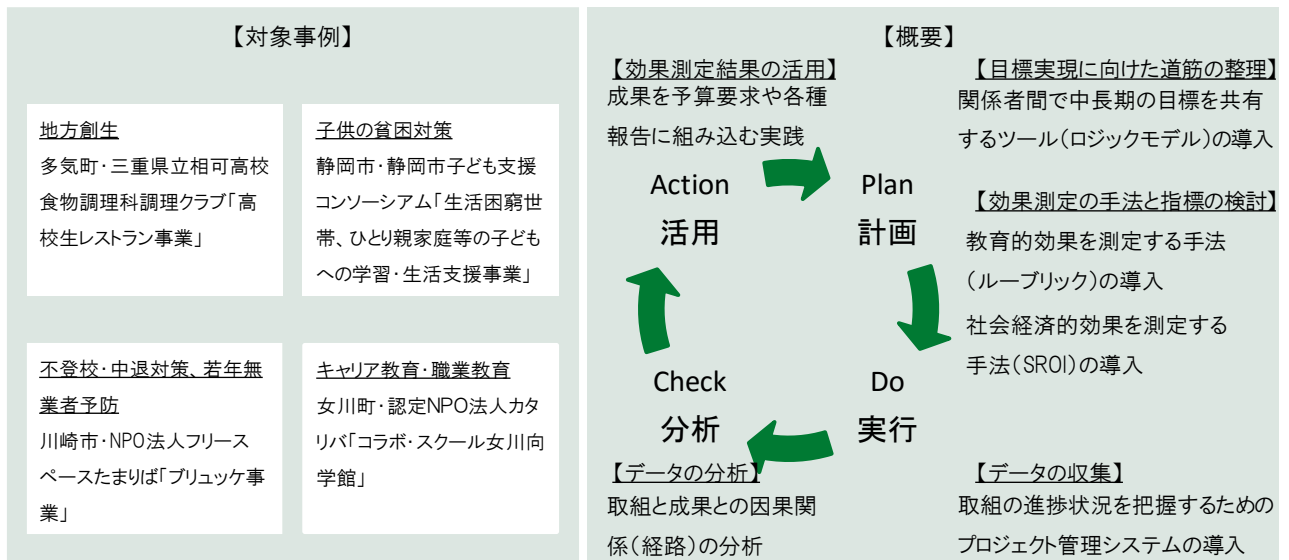 【対象事例】
地方創生
多気町・三重県立相可高校
食物調理科調理クラブ「高
校生レストラン事業」
子供の貧困対策
静岡市・静岡市子ども支援
コンソーシアム「生活困窮世
帯、ひとり親家庭等の子ども
への学習・生活支援事業」
不登校・中退対策、若年無
業者予防
川崎市・NPO法人フリース
ペースたまりば「ブリュッケ事
業」
キャリア教育・職業教育
女川町・認定NPO法人カタ
リバ「コラボ・スクール女川向
学館」
【概要】
【効果測定結果の活用】
成果を予算要求や各種
報告に組み込む実践
Action
活用
【目標実現に向けた道筋の整理】
関係者間で中長期の目標を共有
するツール(ロジックモデル)の導入
Plan
計画
【効果測定の手法と指標の検討】
教育的効果を測定する手法
(ルーブリック)の導入
社会経済的効果を測定する
手法(SROI)の導入
Check
分析
【データの分析】
取組と成果との因果関
係(経路)の分析
Do
実行
【データの収集】
取組の進捗状況を把握するための
プロジェクト管理システムの導入